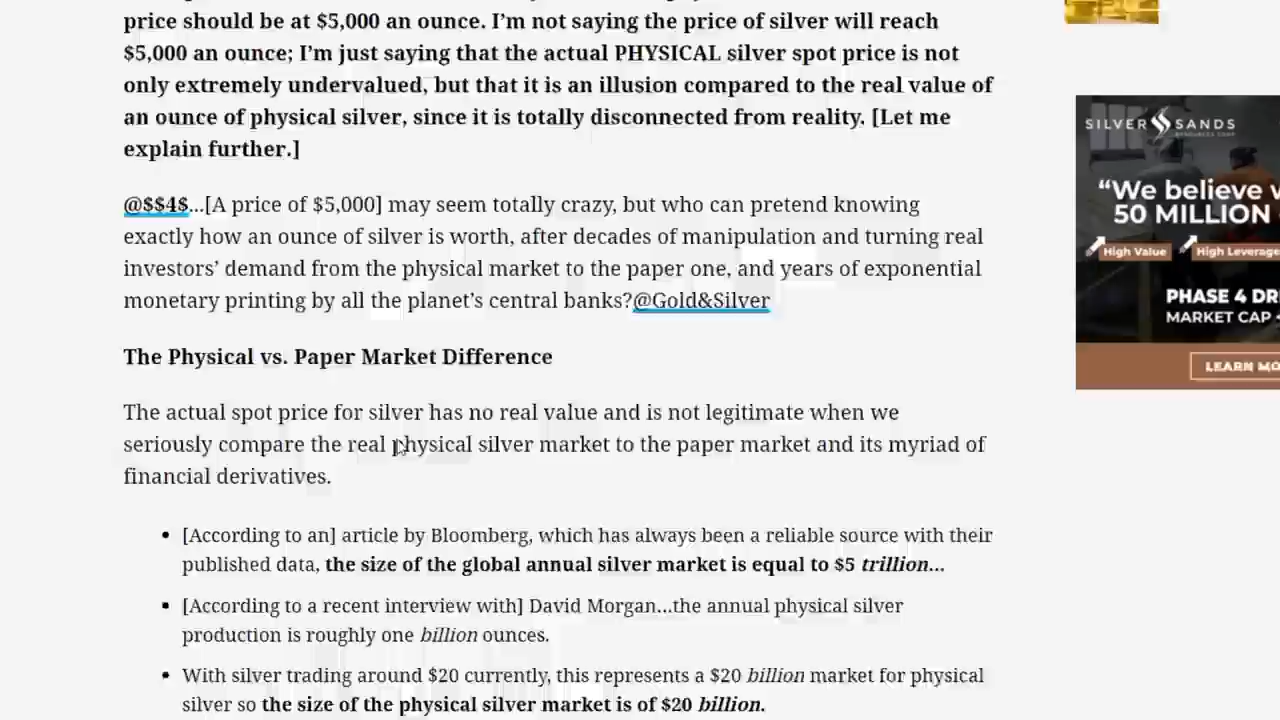 price should be at $5,000 an ounce. I'm not saying the price of silver will reach
$5,000 an ounce; I'm just saying that the actual PHYSICAL silver spot price is not
only extremely undervalued, but that it is an illusion compared to the real value of
an ounce of physical silver, since it is totally disconnected from reality. [Let me
explain further.]
@$$4$...[A price of $5,000] may seem totally crazy, but who can pretend knowing
exactly how an ounce of silver is worth, after decades of manipulation and turning real
investors' demand from the physical market to the paper one, and years of exponential
monetary printing by all the planet's central banks?@Gold&Silver
The Physical vs. Paper Market Difference
The actual spot price for silver has no real value and is not legitimate when we
seriously compare the real physical silver market to the paper market and its myriad of
financial derivatives.
• [According to an] article by Bloomberg, which has always been a reliable source with their
published data, the size of the global annual silver market is equal to $5 trillion...
• [According to a recent interview with] David Morgan...the annual physical silver
production is roughly one billion ounces.
• With silver trading around $20 currently, this represents a $20 billion market for physical
silver so the size of the physical silver market is of $20 billion.
SILVER SANDS
RESOURCES CORP
"We believe
50 MILLION
High Value
High Leverage
PHASE 4
MARKET CAP
LEARN